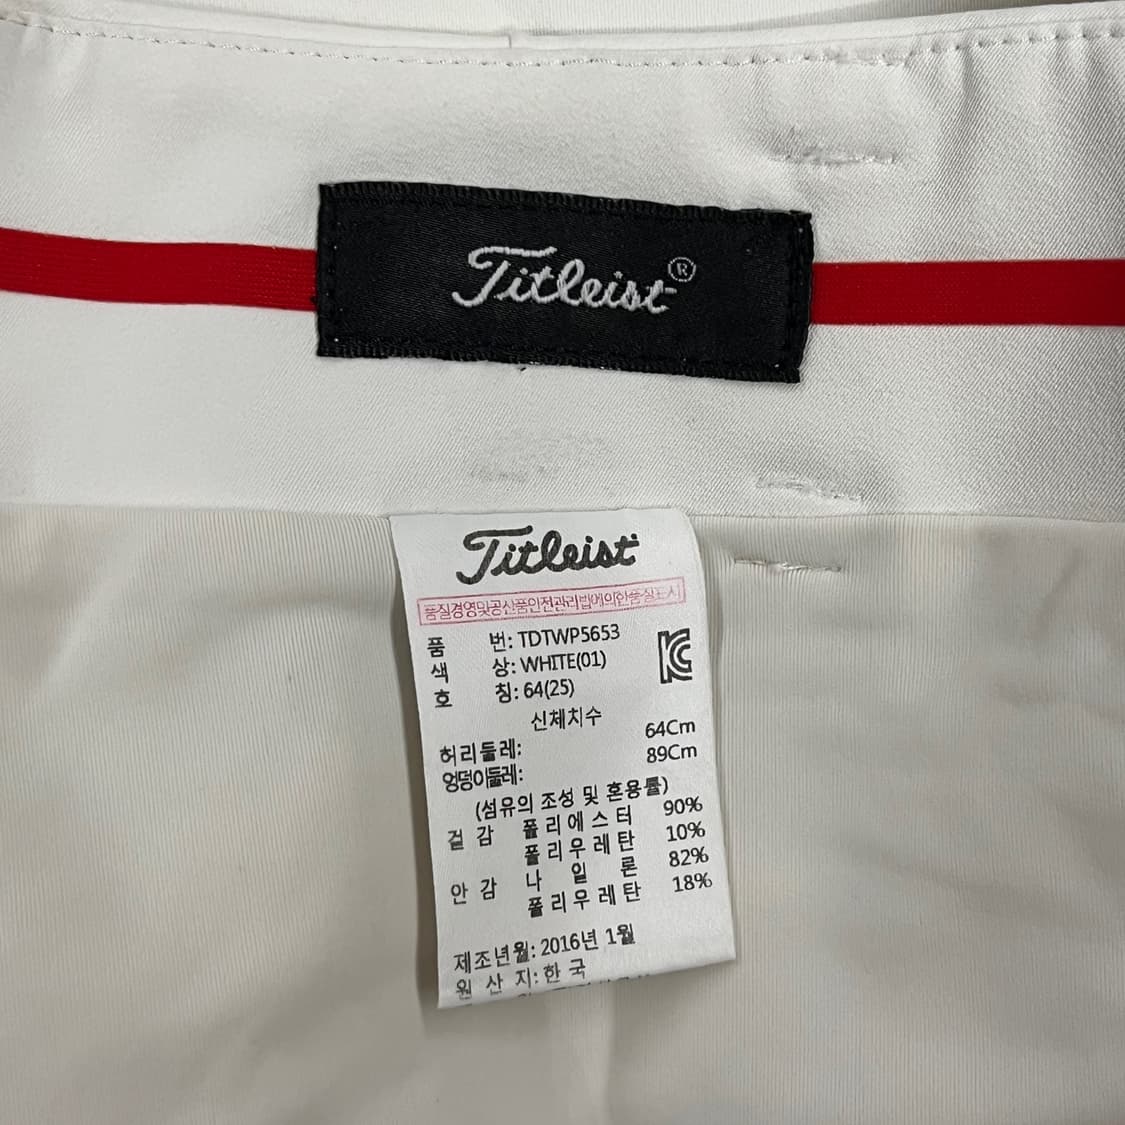 Titleist®
Titleist
품질경영및공산품안전관리법에의한품질표시
품 번: TDTWP5653
색 상: WHITE(01)
호 칭: 64(25)
신체치수
허리둘레: 64Cm
엉덩이둘레: 89Cm
(섬유의 조성 및 혼용률)
겉 감 폴리에스터 90%
폴리우레탄 10%
안 감 나 일 론 82%
폴리우레탄 18%
제조년월: 2016년 1월
원 산 지: 한 국